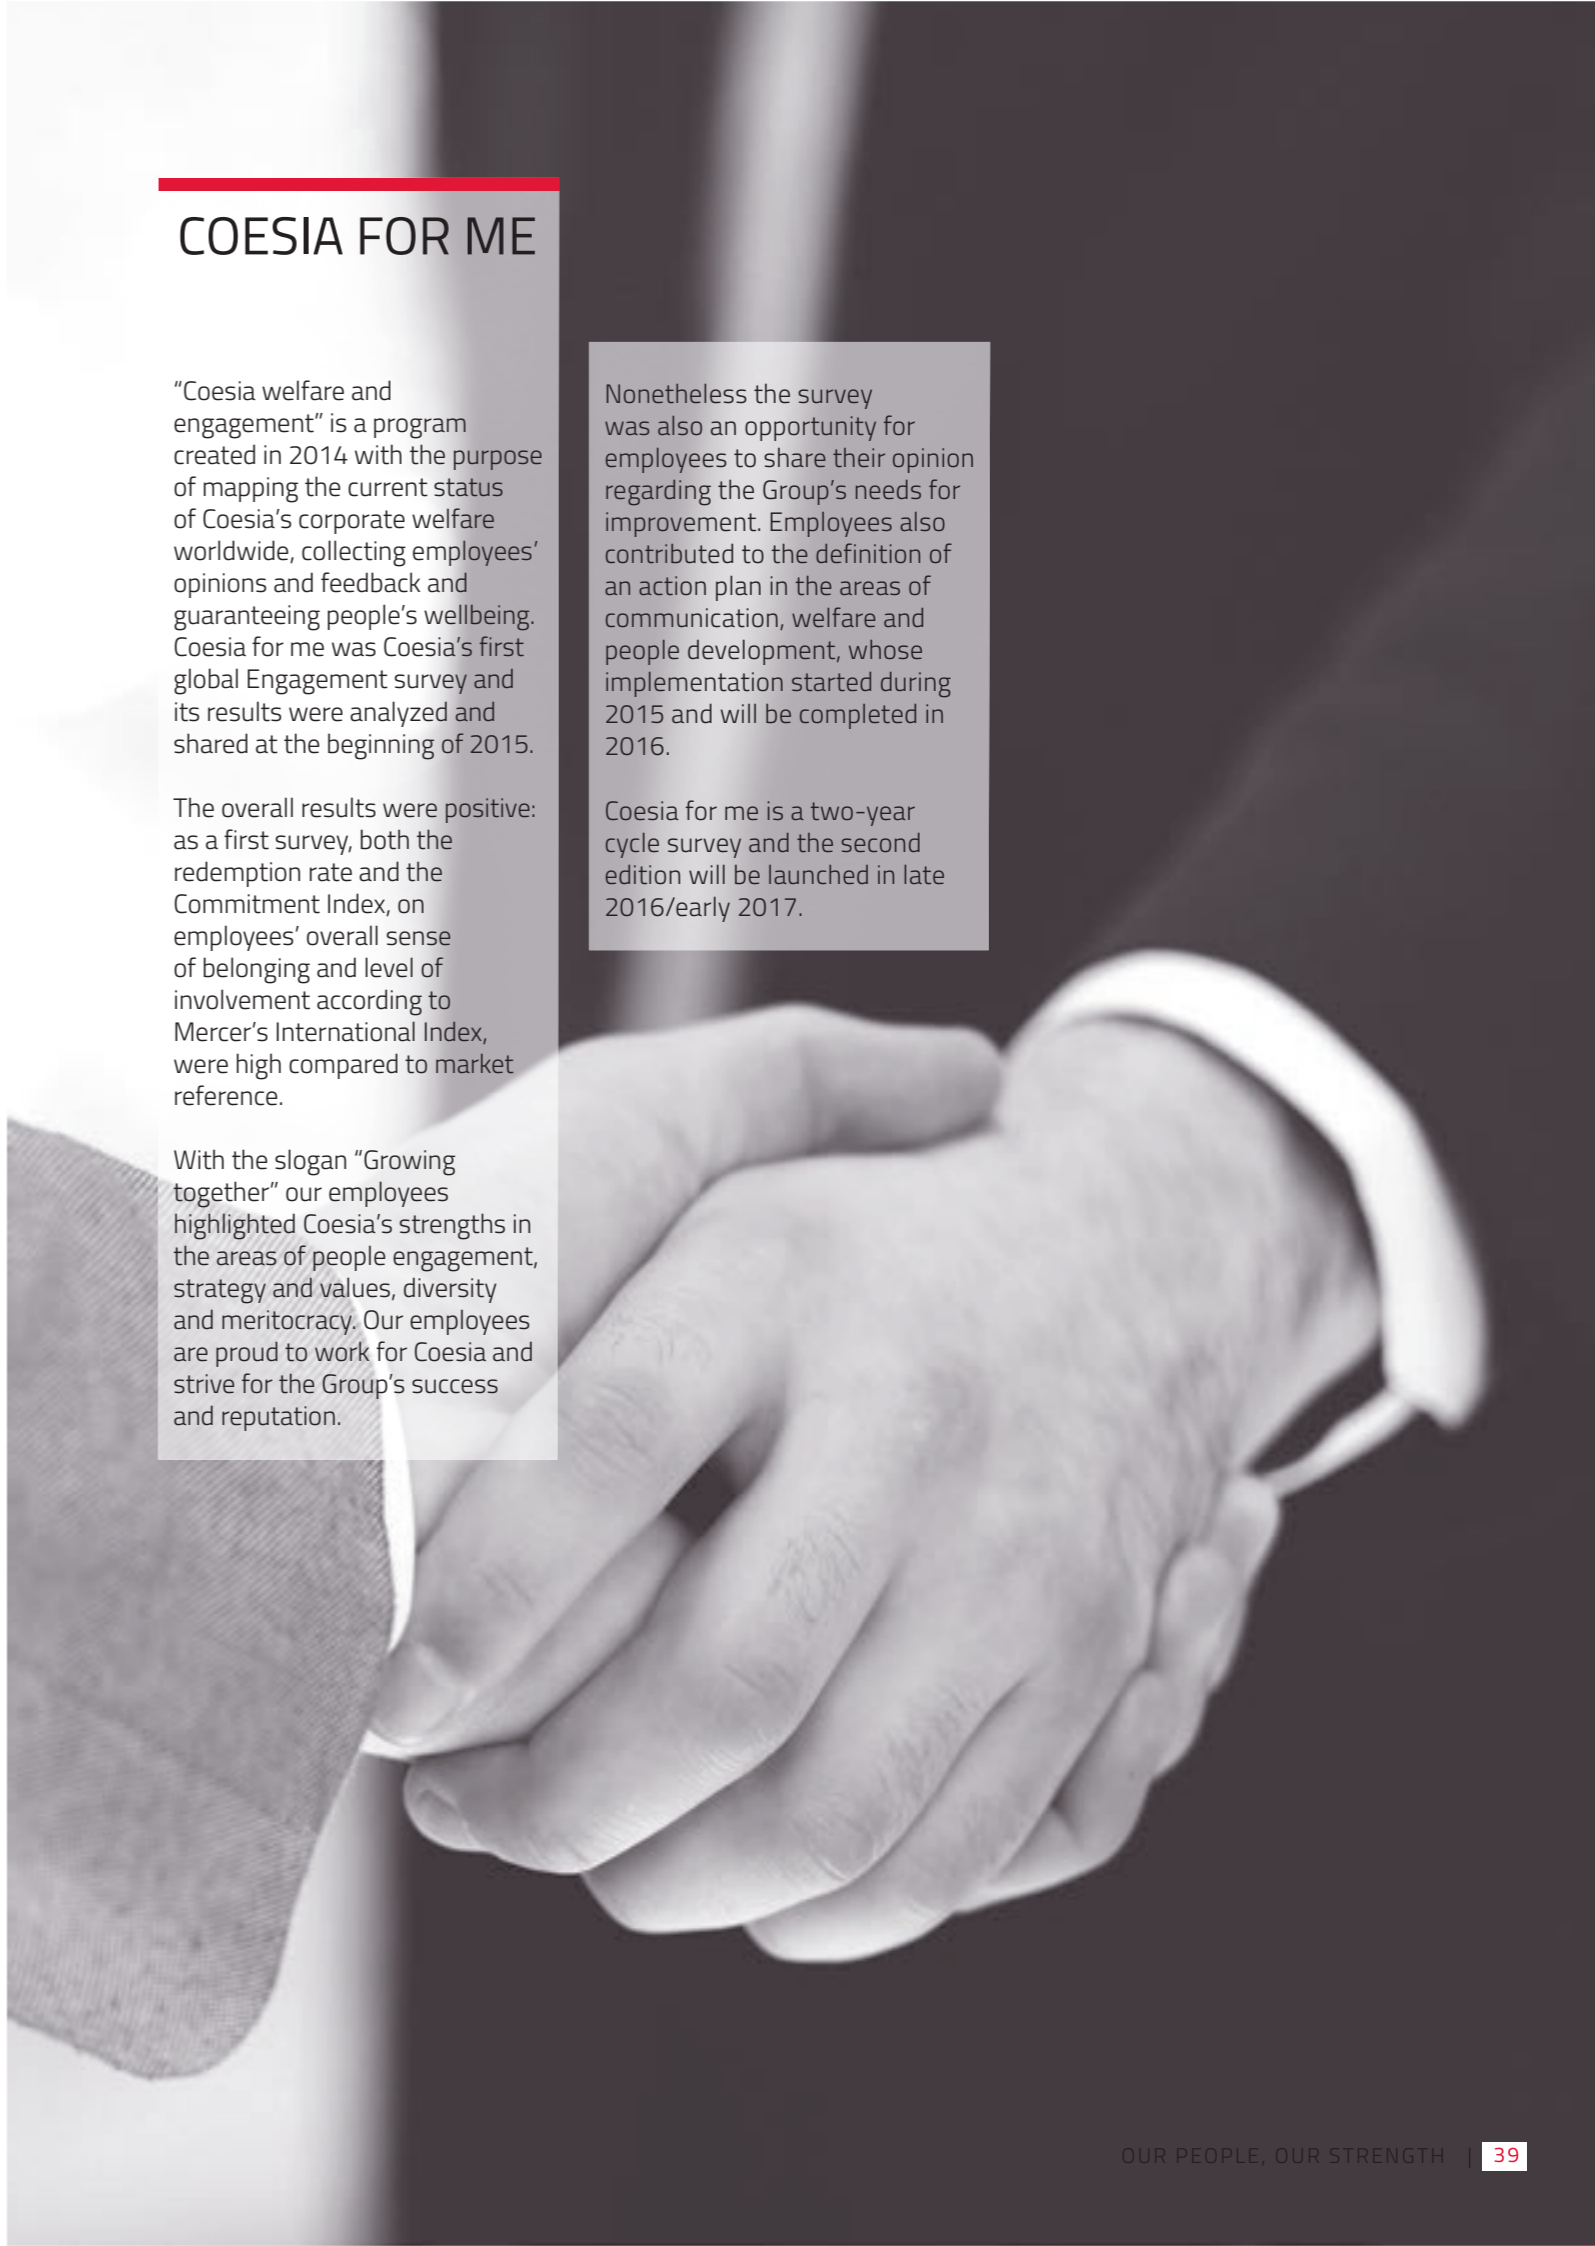 COESIA FOR ME
“Coesia welfare and
engagement” is a program
created in 2014 with the purpose
of mapping the current status
of Coesia’s corporate welfare
worldwide, collecting employees’
opinions and feedback and
guaranteeing people’s wellbeing.
Coesia for me was Coesia’s first
global Engagement survey and
its results were analyzed and
shared at the beginning of 2015.
The overall results were positive:
as a first survey, both the
redemption rate and the
Commitment Index, on
employees’ overall sense
of belonging and level of
involvement according to
Mercer’s International Index,
were high compared to market
reference.
With the slogan “Growing
together” our employees
highlighted Coesia’s strengths in
the areas of people engagement,
strategy and values, diversity
and meritocracy. Our employees
are proud to work for Coesia and
strive for the Group’s success
and reputation.
Nonetheless the survey
was also an opportunity for
employees to share their opinion
regarding the Group’s needs for
improvement. Employees also
contributed to the definition of
an action plan in the areas of
communication, welfare and
people development, whose
implementation started during
2015 and will be completed in
2016.
Coesia for me is a two-year
cycle survey and the second
edition will be launched in late
2016/early 2017.
OUR PEOPLE, OUR STRENGTH | 39